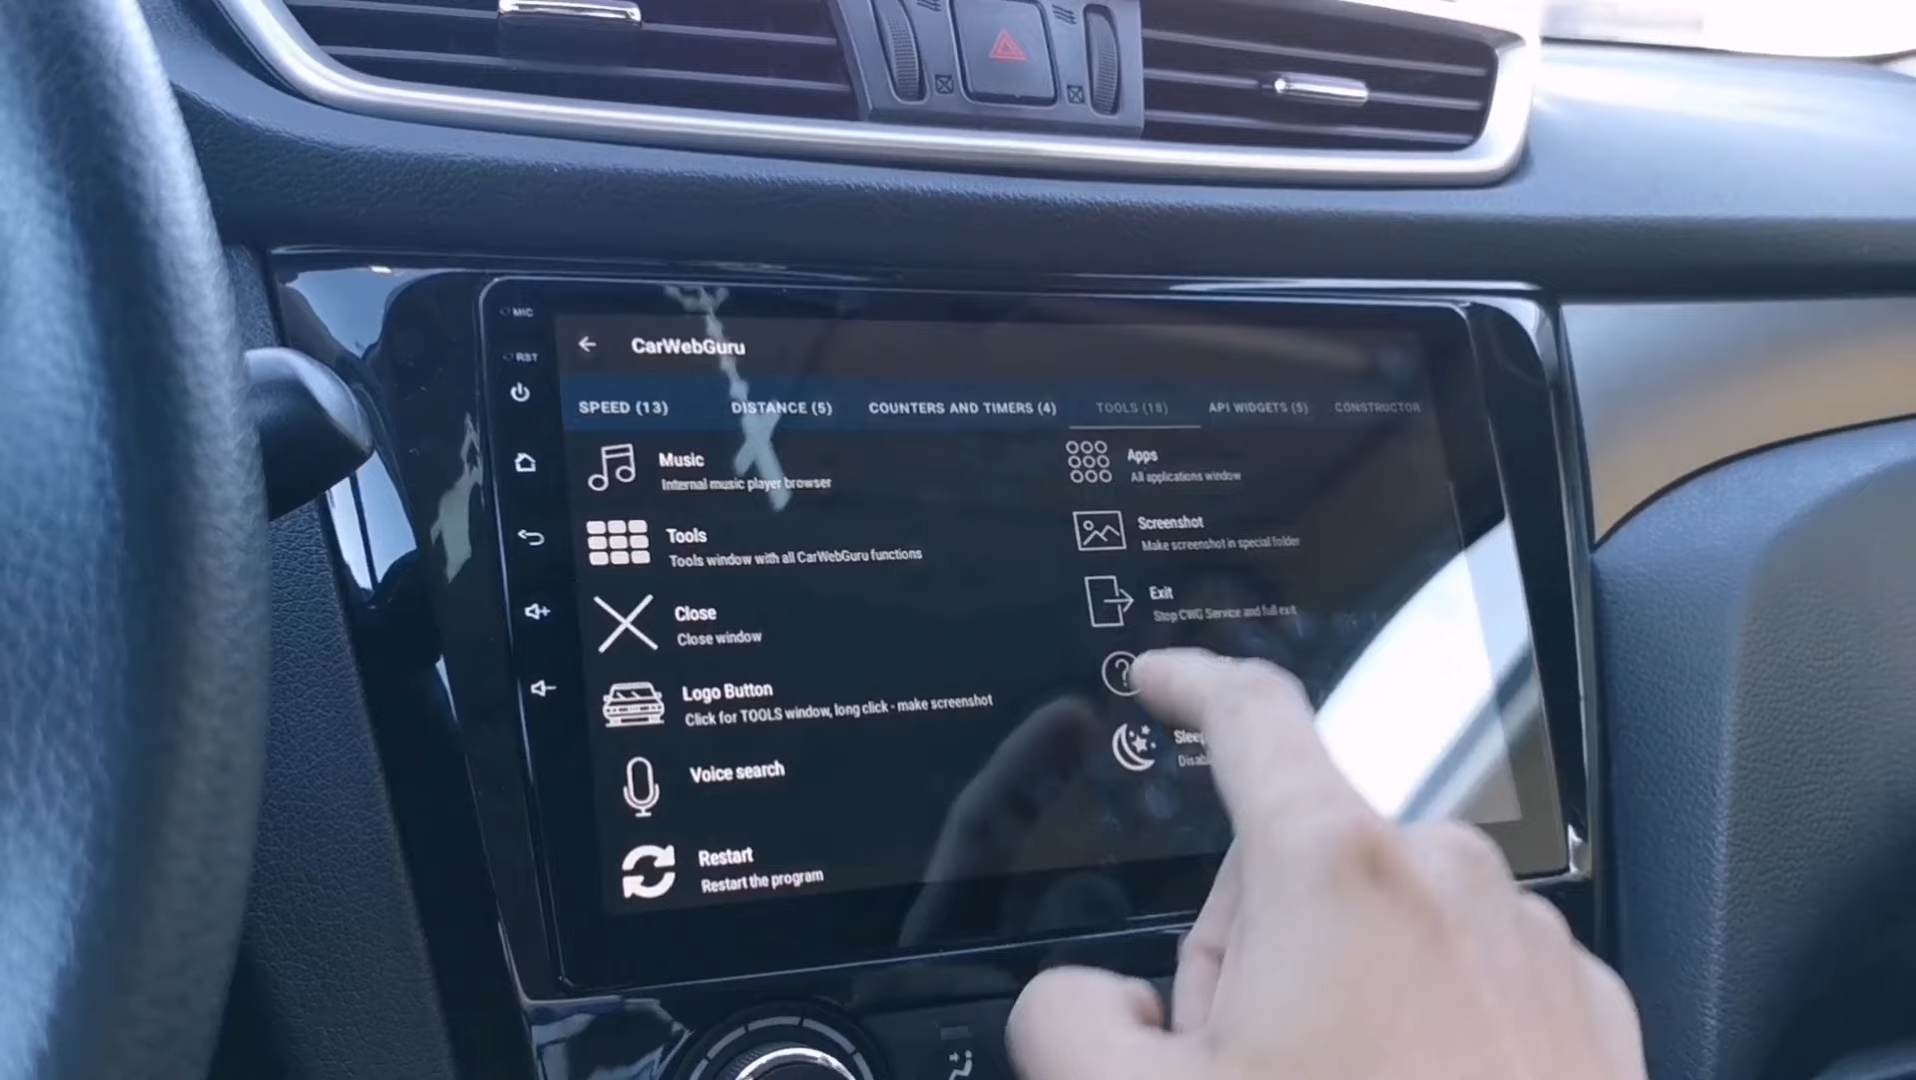 MIC
RST
CarWebGuru
SPEED (13)
DISTANCE (5)
COUNTERS AND TIMERS (4)
TOOLS (18)
API WIDGETS (5)
CONSTRUCTOR
Music
Internal music player browser
Tools
Tools window with all CarWebGuru functions
Close
Close window
Logo Button
Click for TOOLS window, long click - make screenshot
Voice search
Restart
Restart the program
Apps
All applications window
Screenshot
Make screenshot in special folder
Exit
Stop CWG Service and full exit